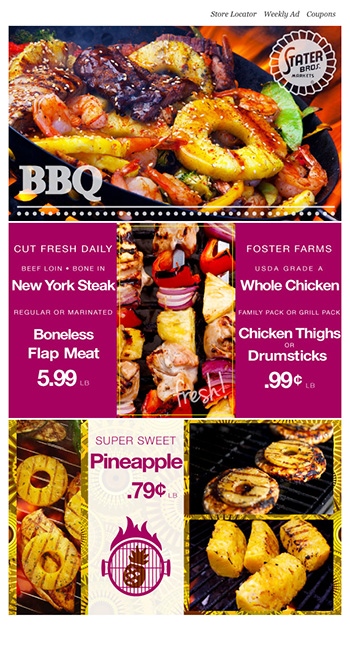 Store Locator Weekly Ad Coupons
STATER
BROS.
MARKETS
BBQ
CUT FRESH DAILY
BEEF LOIN • BONE IN
New York Steak
REGULAR OR MARINATED
Boneless
Flap Meat
5.99 LB
fresh!
FOSTER FARMS
USDA GRADE A
Whole Chicken
FAMILY PACK OR GRILL PACK
Chicken Thighs
OR
Drumsticks
.99¢ LB
SUPER SWEET
Pineapple
.79¢ LB